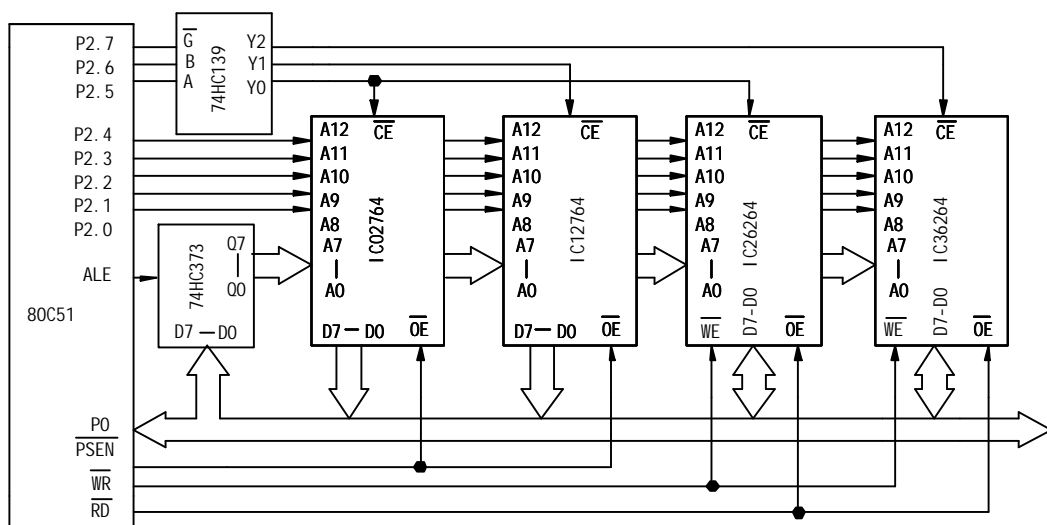 P2.7
P2.6
P2.5
G
B
A
74HC139
Y2
Y1
Y0
P2.4
P2.3
P2.2
P2.1
P2.0
ALE
80C51
P0
PSEN
WR
RD
74HC373
Q7
Q0
D7 D0
A12
CE
A11
A10
A9
A8
A7
A0
IC02764
D7 D0
OE
A12
CE
A11
A10
A9
A8
A7
A0
IC12764
D7 D0
OE
A12
CE
A11
A10
A9
A8
A7
A0
IC26264
WE
D7-D0
OE
A12
CE
A11
A10
A9
A8
A7
A0
IC36264
WE
D7-D0
OE